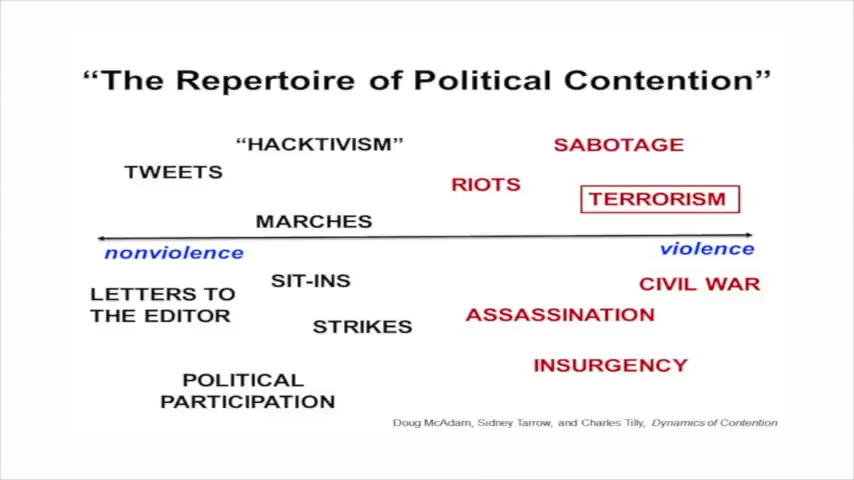 “The Repertoire of Political Contention”
“HACKTIVISM”
SABOTAGE
TWEETS
RIOTS
TERRORISM
MARCHES
nonviolence
violence
SIT-INS
CIVIL WAR
LETTERS TO
THE EDITOR
ASSASSINATION
STRIKES
INSURGENCY
POLITICAL
PARTICIPATION
Doug McAdam, Sidney Tarrow, and Charles Tilly, Dynamics of Contention